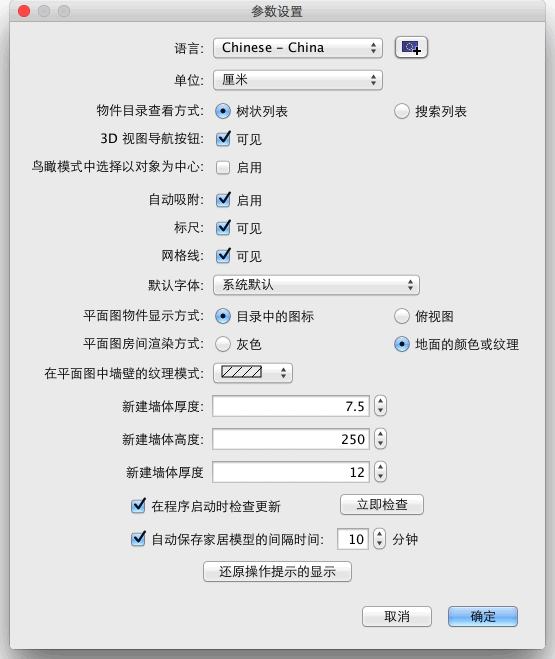 参数设置
语言: Chinese - China
单位: 厘米
物件目录查看方式: 树状列表 搜索列表
3D 视图导航按钮: 可见
鸟瞰模式中选择以对象为中心: 启用
自动吸附: 启用
标尺: 可见
网格线: 可见
默认字体: 系统默认
平面图物件显示方式: 目录中的图标 俯视图
平面图房间渲染方式: 灰色 地面的颜色或纹理
在平面图中墙壁的纹理模式:
新建墙体厚度: 7.5
新建墙体高度: 250
新建墙体厚度 12
在程序启动时检查更新 立即检查
自动保存家居模型的间隔时间: 10 分钟
还原操作提示的显示
取消 确定